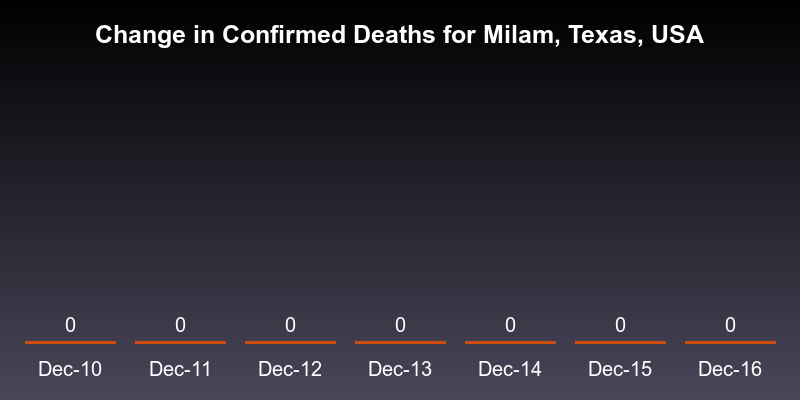 Change in Confirmed Deaths for Milam, Texas, USA
0 0 0 0 0 0 0
Dec-10 Dec-11 Dec-12 Dec-13 Dec-14 Dec-15 Dec-16